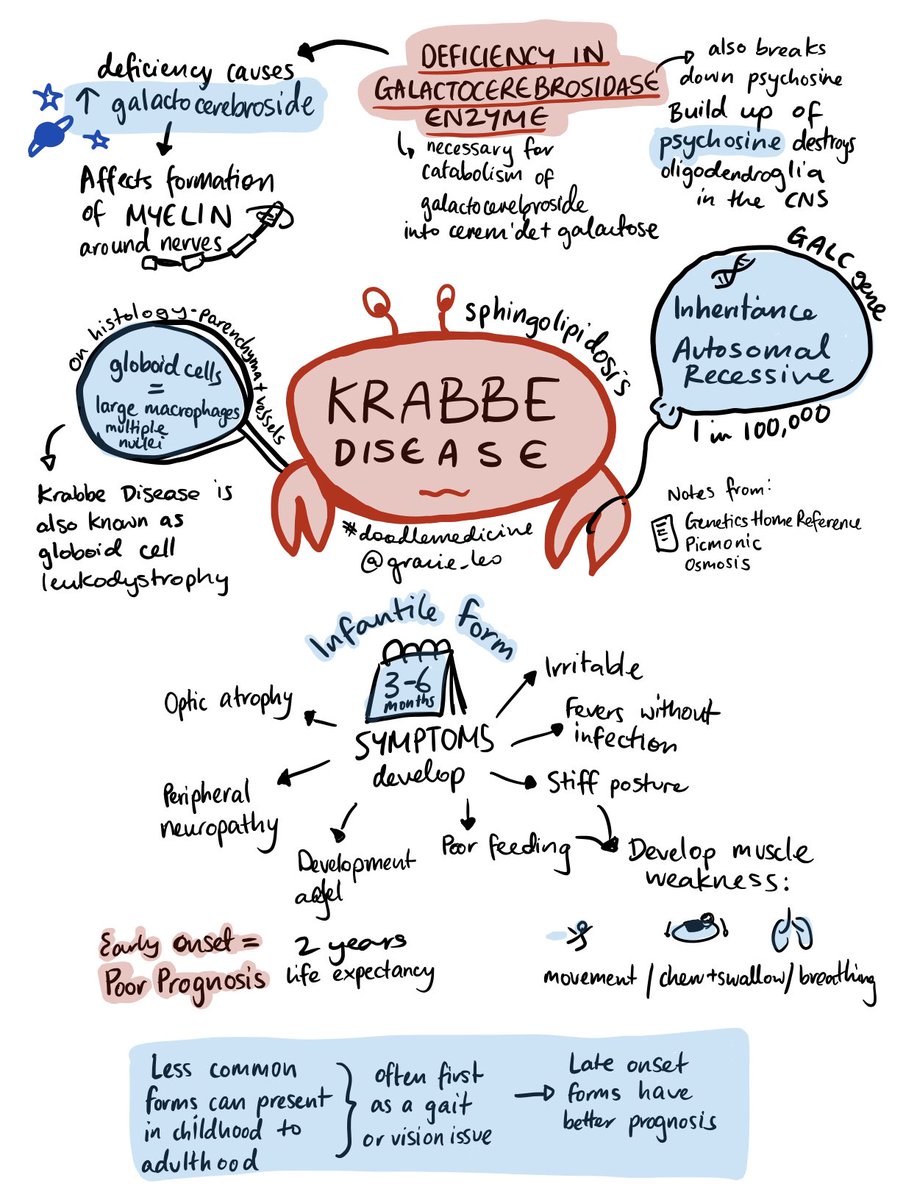 DEFICIENCY IN
GALACTOCEREBROSIDASE
ENZYME
necessary for
catabolism of
galactocerebroside
into ceremide + galactose
deficiency causes
↑ galactocerebroside
Affects formation
of MYELIN
around nerves
also breaks
down psychosine
Build up of
psychosine destroys
oligodendroglia
in the CNS
on histology - parenchyma + vessels
globoid cells
=
large macrophages
multiple
nuclei
Krabbe Disease is
also known as
globoid cell
leukodystrophy
sphingolipidosis
KRABBE
DISEASE
#doodlemedicine
@gracie_leo
GALC gene
Inheritance
Autosomal
Recessive
1 in 100,000
Notes from:
Genetics Home Reference
Picmonic
Osmosis
Infantile Form
3-6
months
SYMPTOMS
develop
Optic atrophy
Peripheral
neuropathy
Development
Poor feeding
Irritable
Fevers without
infection
Stiff posture
Develop muscle
weakness:
movement / chew + swallow / breathing
Early onset =
Poor Prognosis
2 years
life expectancy
Less common
forms can present
in childhood to
adulthood
often first
as a gait
or vision issue
→ Late onset
forms have
better prognosis